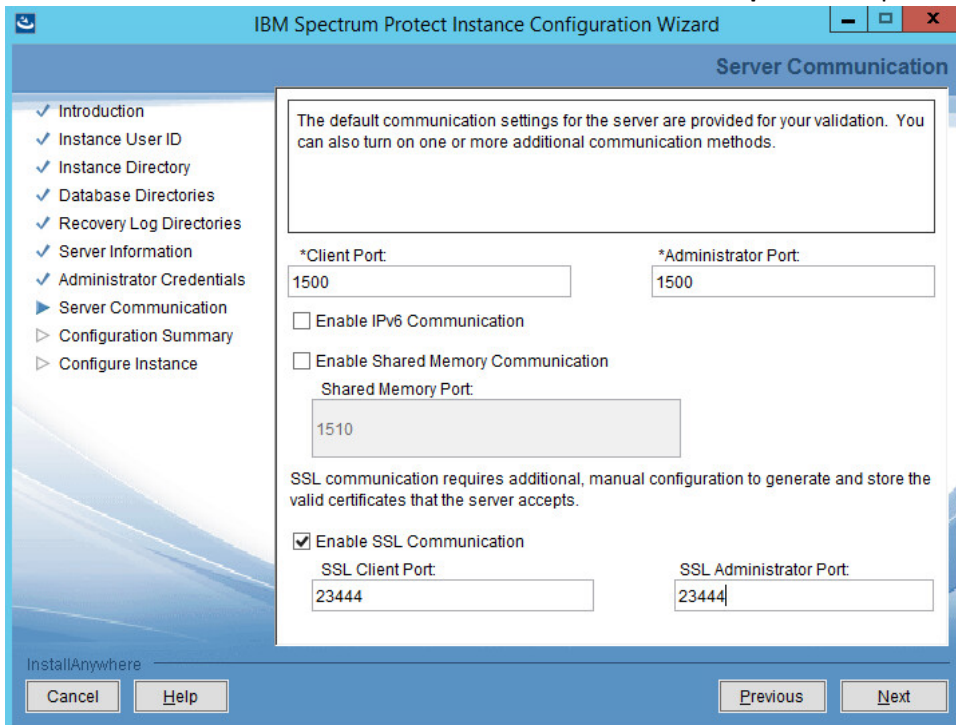 IBM Spectrum Protect Instance Configuration Wizard
Server Communication
Introduction
Instance User ID
Instance Directory
Database Directories
Recovery Log Directories
Server Information
Administrator Credentials
Server Communication
Configuration Summary
Configure Instance
The default communication settings for the server are provided for your validation. You
can also turn on one or more additional communication methods.
*Client Port: *Administrator Port:
1500 1500
Enable IPv6 Communication
Enable Shared Memory Communication
Shared Memory Port:
1510
SSL communication requires additional, manual configuration to generate and store the
valid certificates that the server accepts.
Enable SSL Communication
SSL Client Port: SSL Administrator Port:
23444 23444
InstallAnywhere
Cancel Help Previous Next